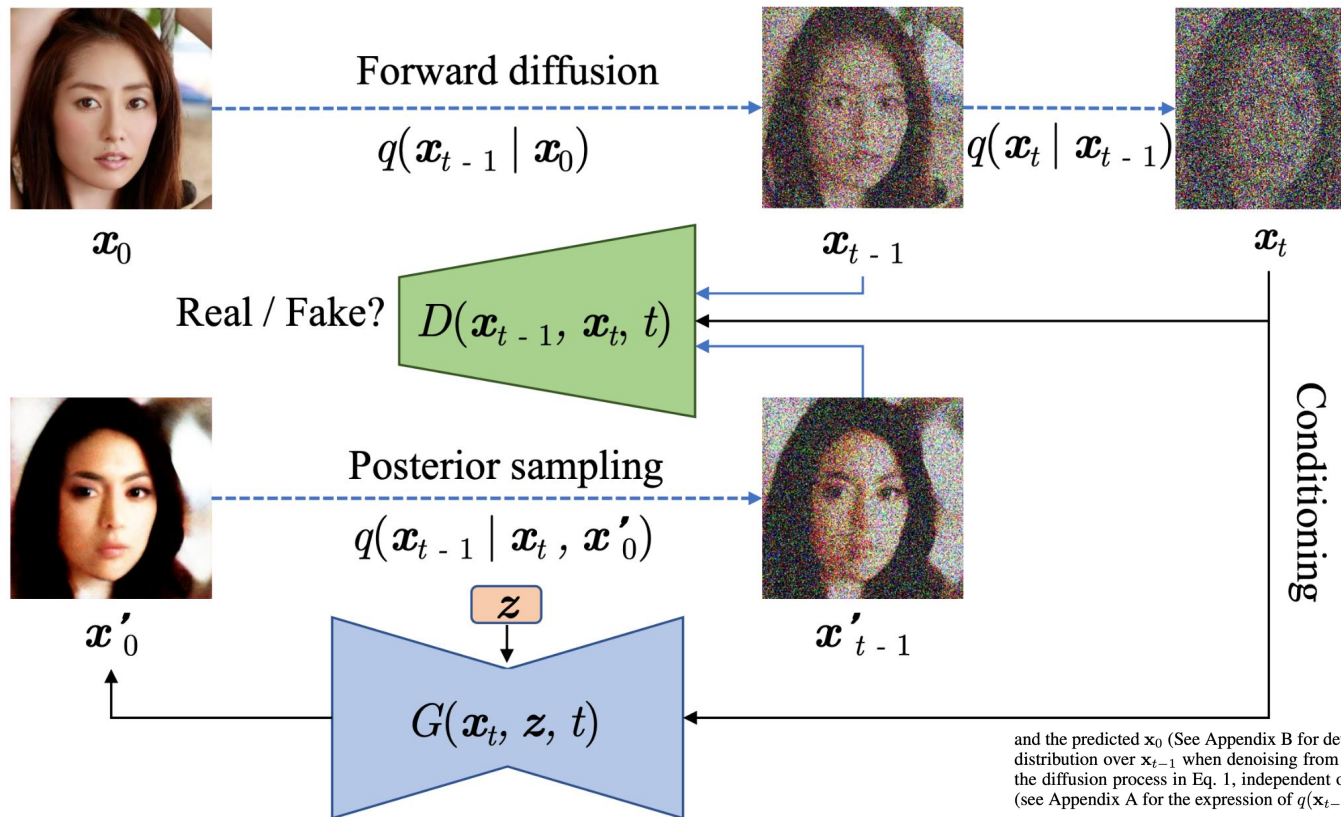 Forward diffusion
q(x_{t-1} | x_0)
q(x_t | x_{t-1})
x_0
x_{t-1}
x_t
Real / Fake?
D(x_{t-1}, x_t, t)
Conditioning
Posterior sampling
q(x_{t-1} | x_t, x'_0)
z
x'_0
x'_{t-1}
G(x_t, z, t)
and the predicted x_0 (See Appendix B for
distribution over x_{t-1} when denoising from
the diffusion process in Eq. 1, independent
(see Appendix A for the expression of q(x_{t-